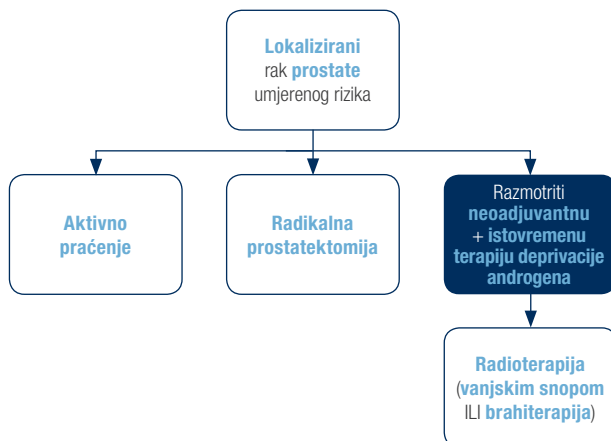 Lokalizirani
rak prostate
umjerenog rizika
Aktivno
praćenje
Radikalna
prostatektomija
Razmotriti
neoadjuvantnu
+ istovremenu
terapiju deprivacije
androgena
Radioterapija
(vanjskim snopom
ILI brahiterapija)